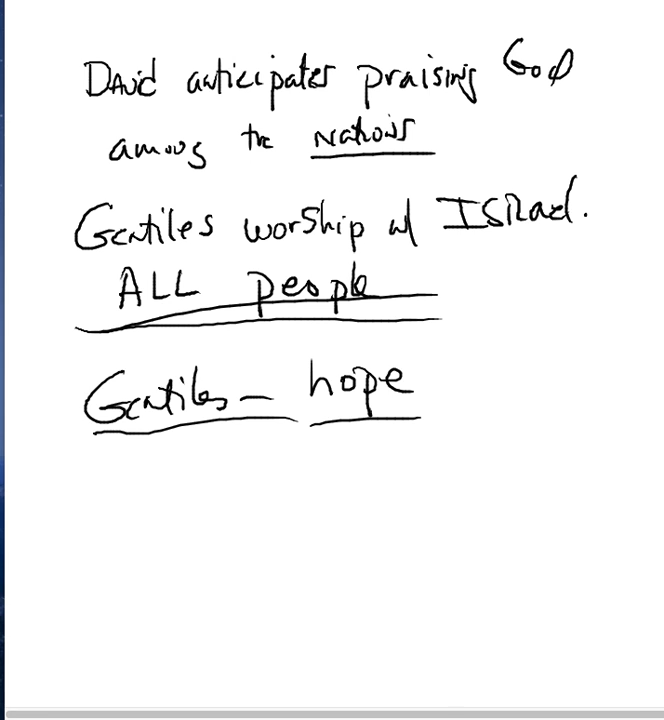 DAvid anticipates praising GoD
among the Nations
Gentiles worship w/ ISRael.
ALL people
Gentiles - hope